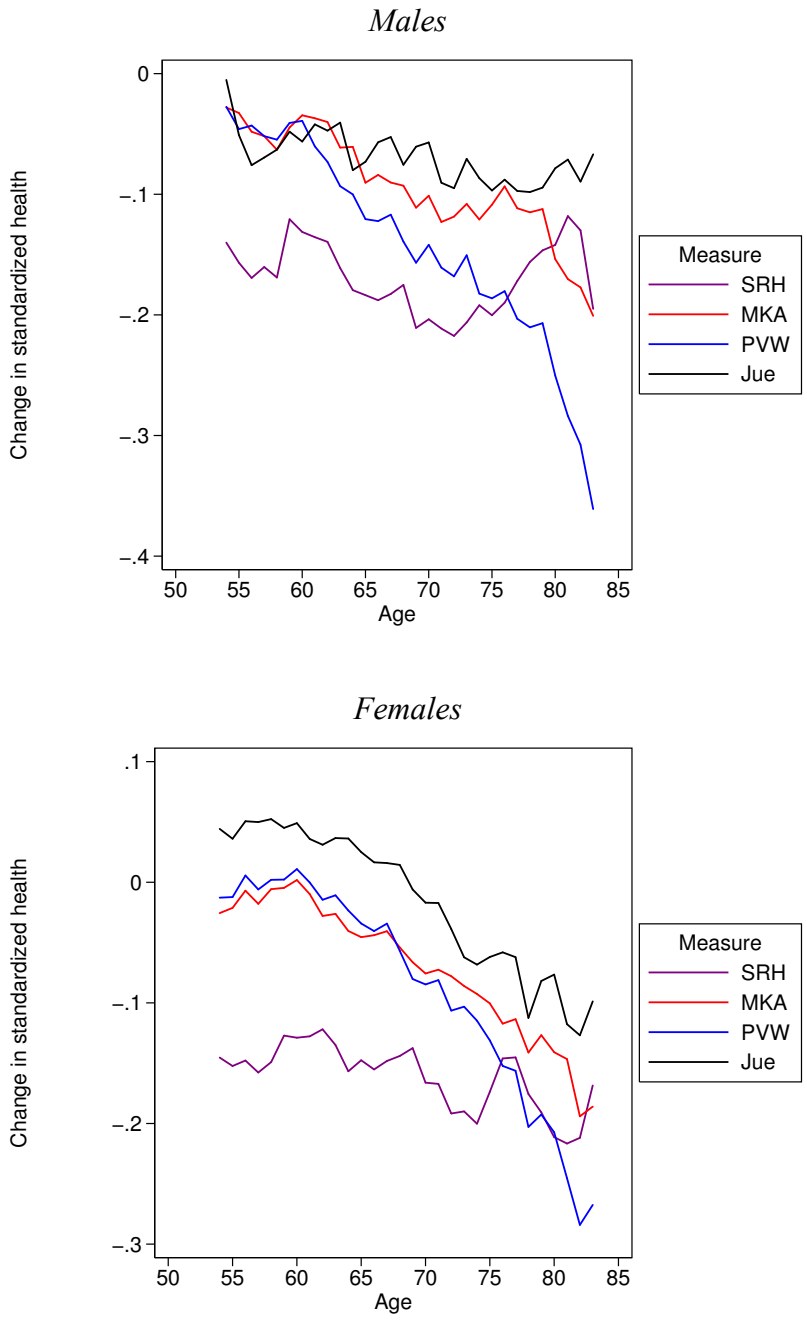 Males
Change in standardized health
0
−.1
−.2
−.3
−.4
50 55 60 65 70 75 80 85
Age
Measure
SRH
MKA
PVW
Jue
Females
Change in standardized health
.1
0
−.1
−.2
−.3
50 55 60 65 70 75 80 85
Age
Measure
SRH
MKA
PVW
Jue